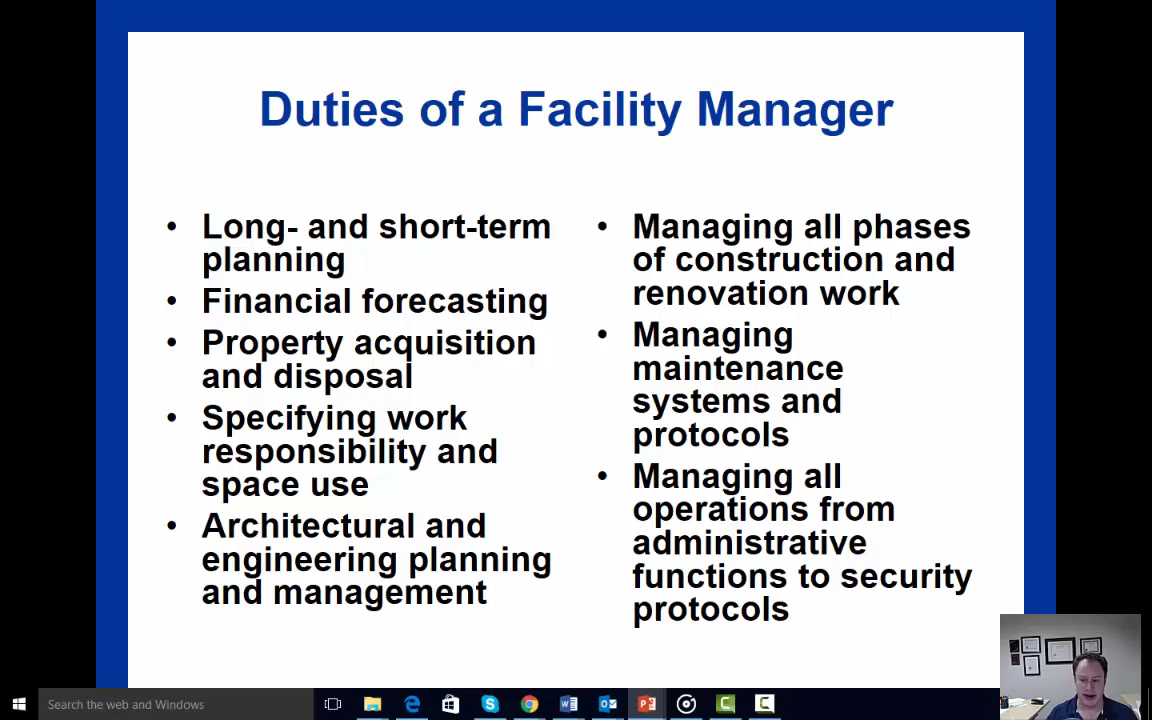 Duties of a Facility Manager
• Long- and short-term
planning
• Financial forecasting
• Property acquisition
and disposal
• Specifying work
responsibility and
space use
• Architectural and
engineering planning
and management
• Managing all phases
of construction and
renovation work
• Managing
maintenance
systems and
protocols
• Managing all
operations from
administrative
functions to security
protocols
Search the web and Windows